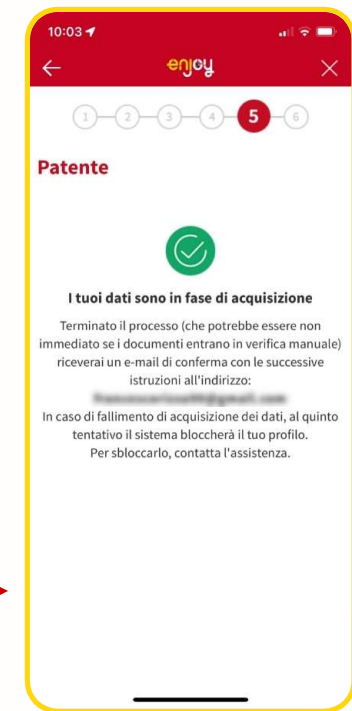 10:03
enjoy
1 2 3 4 5 6
Patente
I tuoi dati sono in fase di acquisizione
Terminato il processo (che potrebbe essere non
immediato se i documenti entrano in verifica manuale)
riceverai un e-mail di conferma con le successive
istruzioni all'indirizzo:
In caso di fallimento di acquisizione dei dati, al quinto
tentativo il sistema bloccherà il tuo profilo.
Per sbloccarlo, contatta l'assistenza.